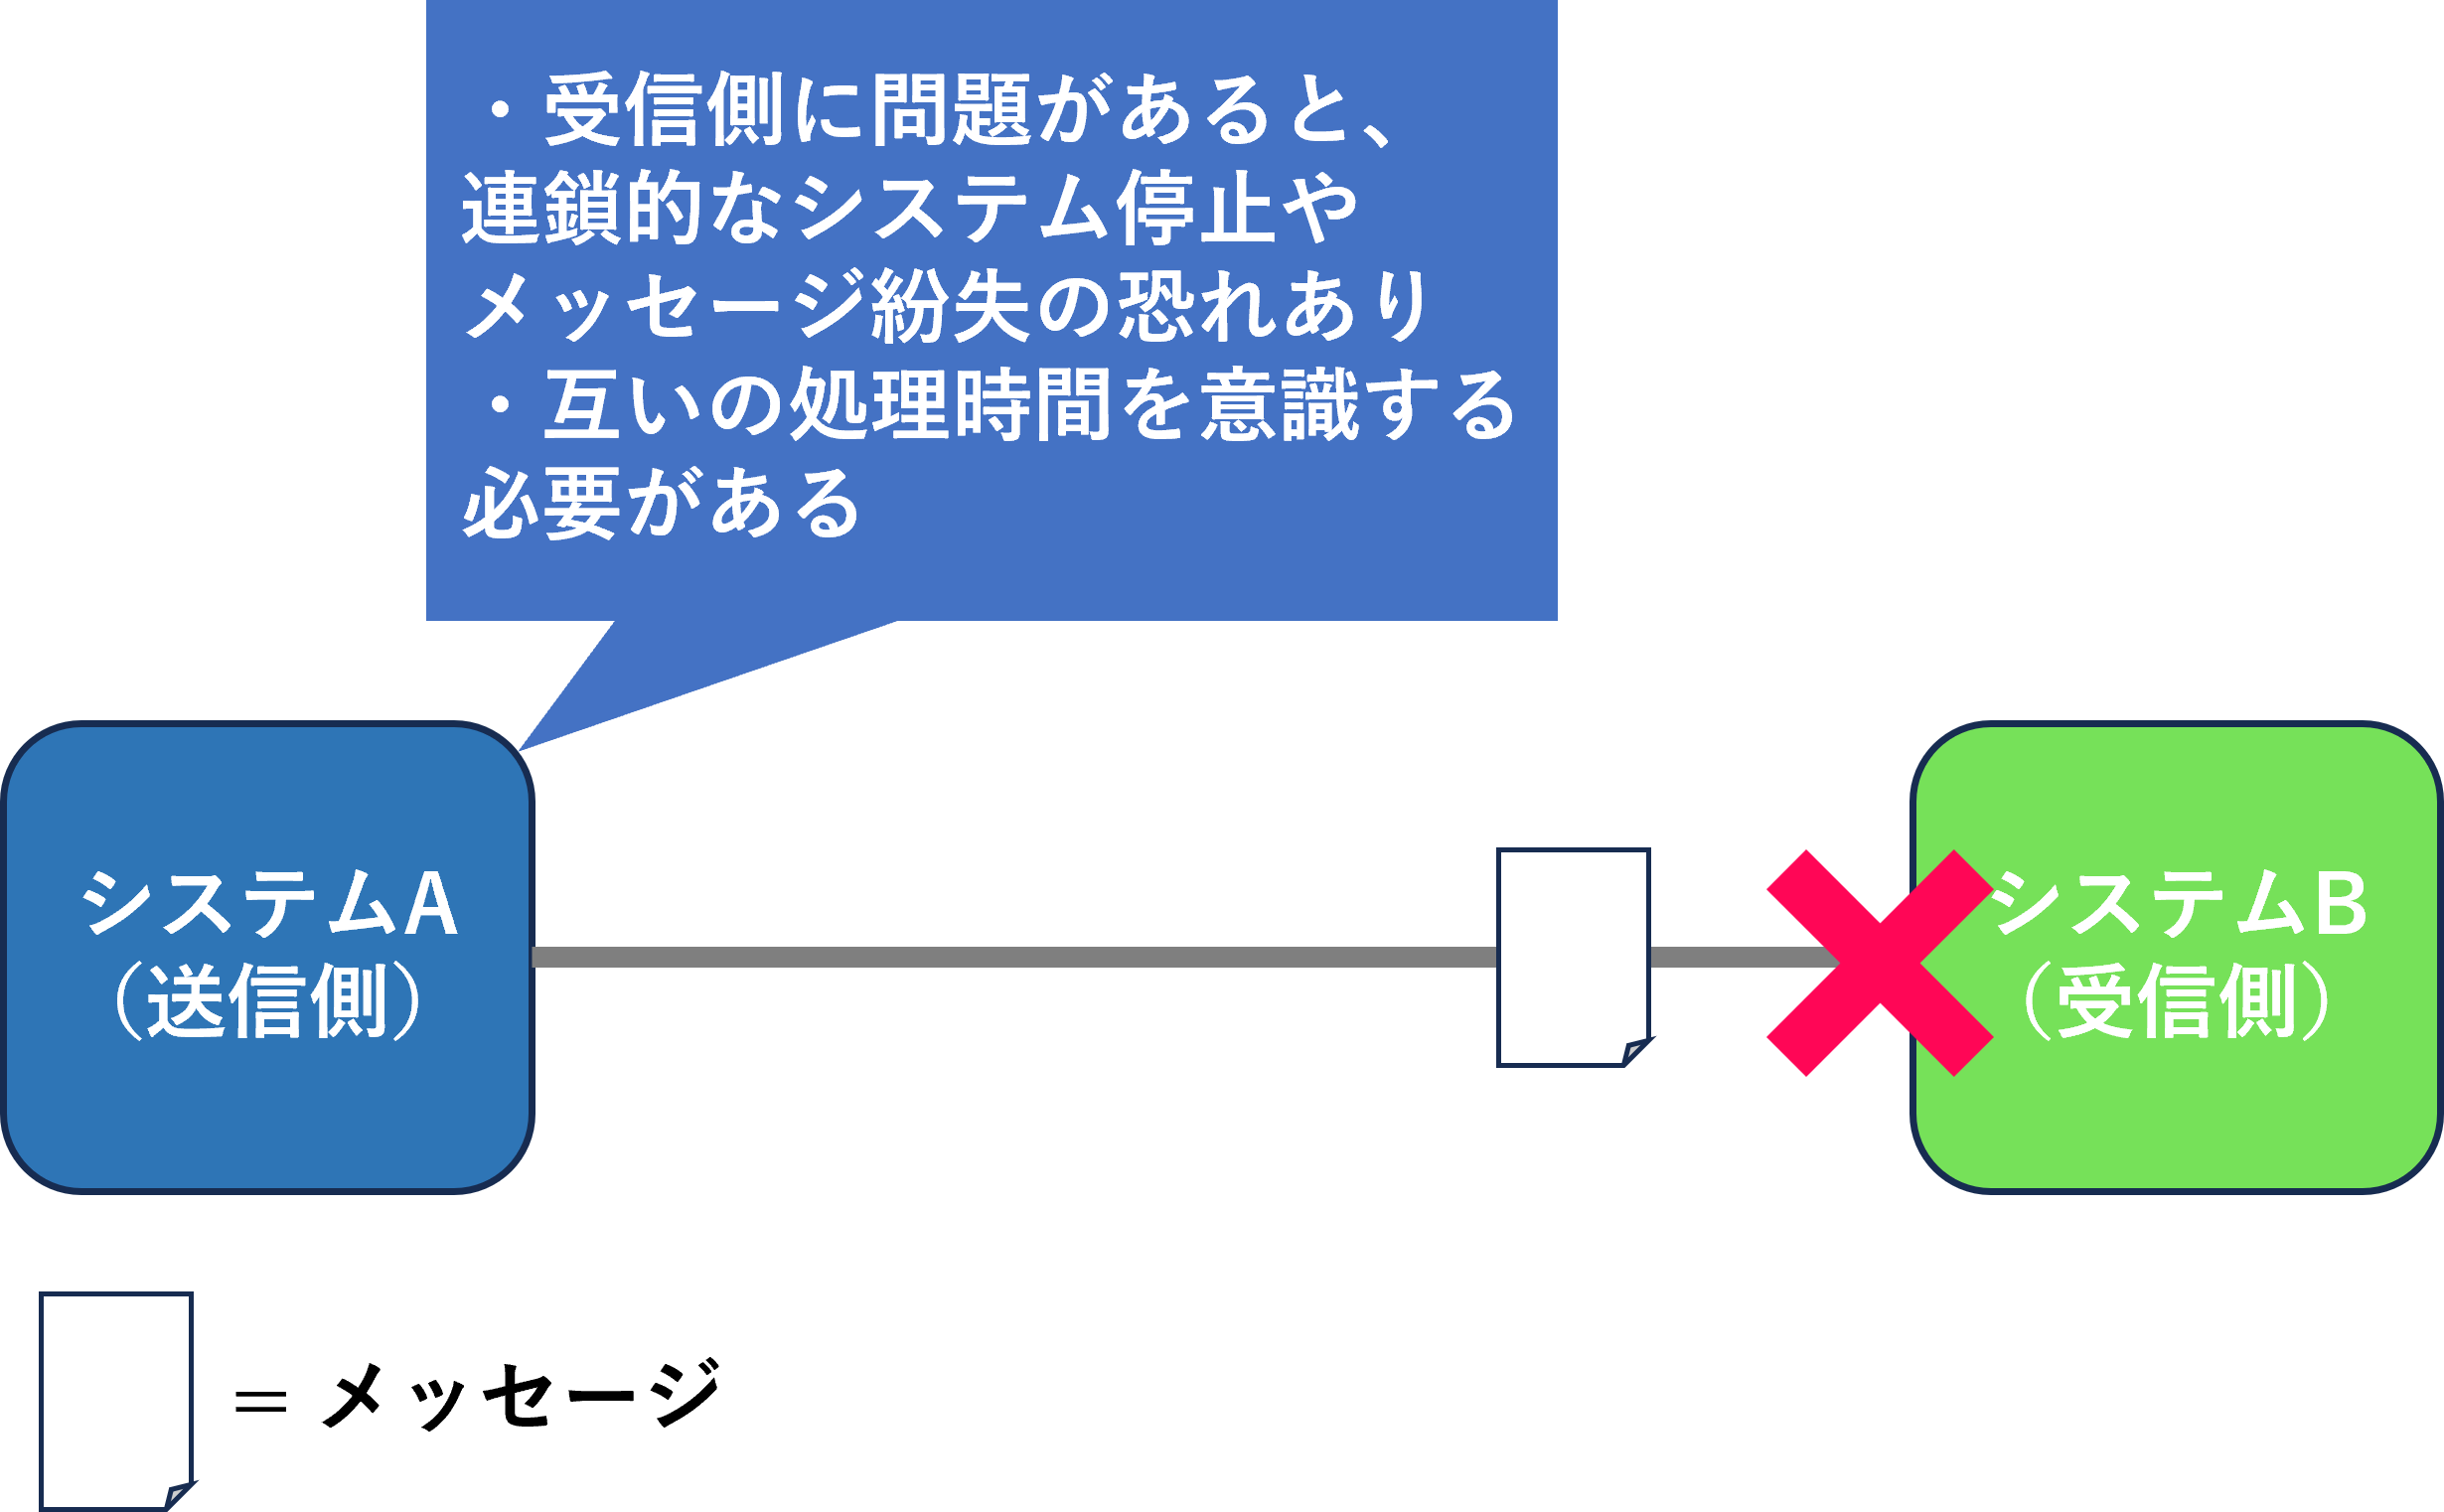 ・受信側に問題があると、
連鎖的なシステム停止や
メッセージ紛失の恐れあり
・互いの処理時間を意識する
必要がある
システムA
（送信側）
システムB
（受信側）
＝メッセージ